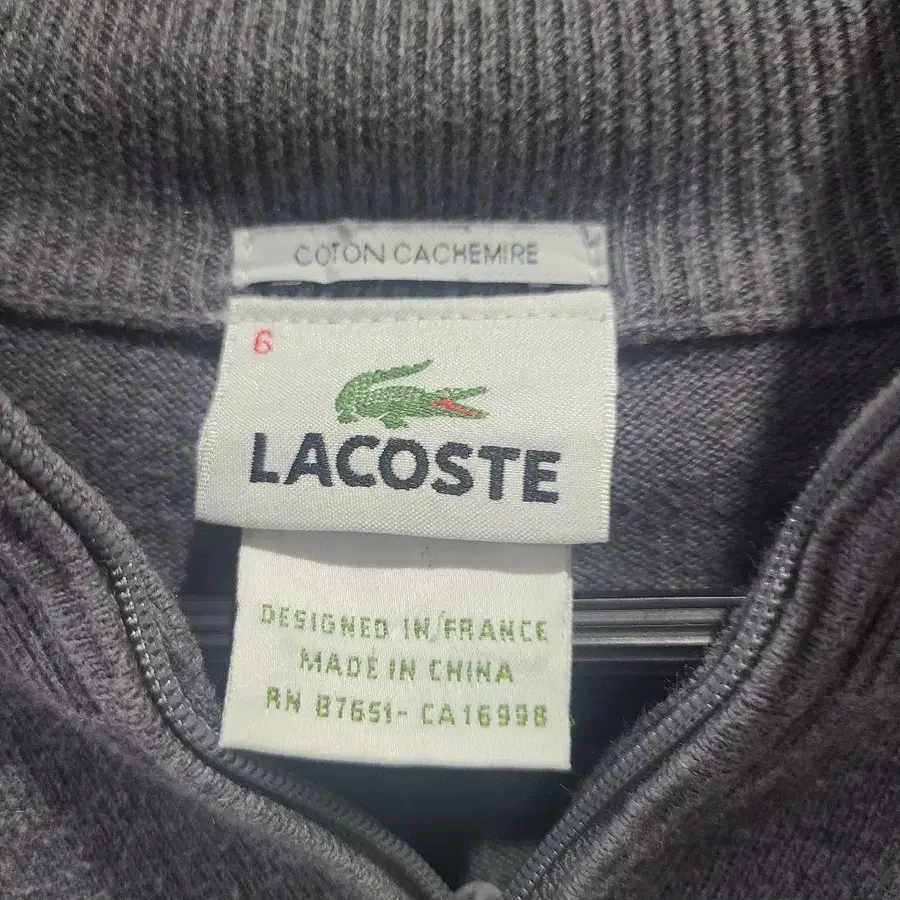 COTON CACHEMIRE
6
LACOSTE
DESIGNED IN FRANCE
MADE IN CHINA
RN 87651- CA16998